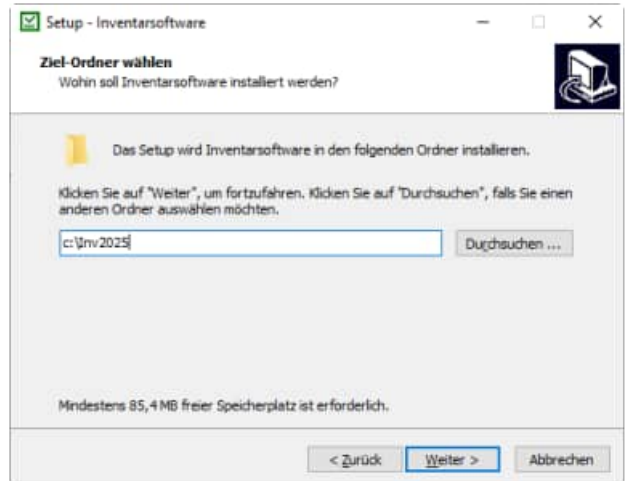 Setup - Inventarsoftware
Ziel-Ordner wählen
Wohin soll Inventarsoftware installiert werden?
Das Setup wird Inventarsoftware in den folgenden Ordner installieren.
Klicken Sie auf "Weiter", um fortzufahren. Klicken Sie auf "Durchsuchen", falls Sie einen
anderen Ordner auswählen möchten.
c:\Inv2025
Durchsuchen ...
Mindestens 85,4 MB freier Speicherplatz ist erforderlich.
< Zurück
Weiter >
Abbrechen